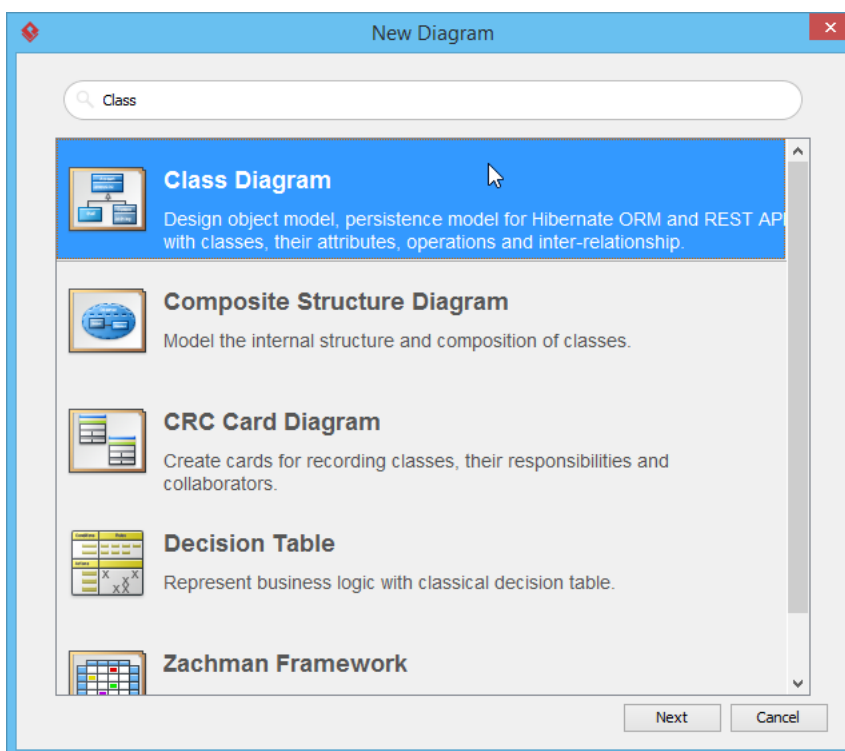 New Diagram
Class
Class Diagram
Design object model, persistence model for Hibernate ORM and REST API
with classes, their attributes, operations and inter-relationship.
Composite Structure Diagram
Model the internal structure and composition of classes.
CRC Card Diagram
Create cards for recording classes, their responsibilities and
collaborators.
Decision Table
Represent business logic with classical decision table.
Zachman Framework
Next
Cancel